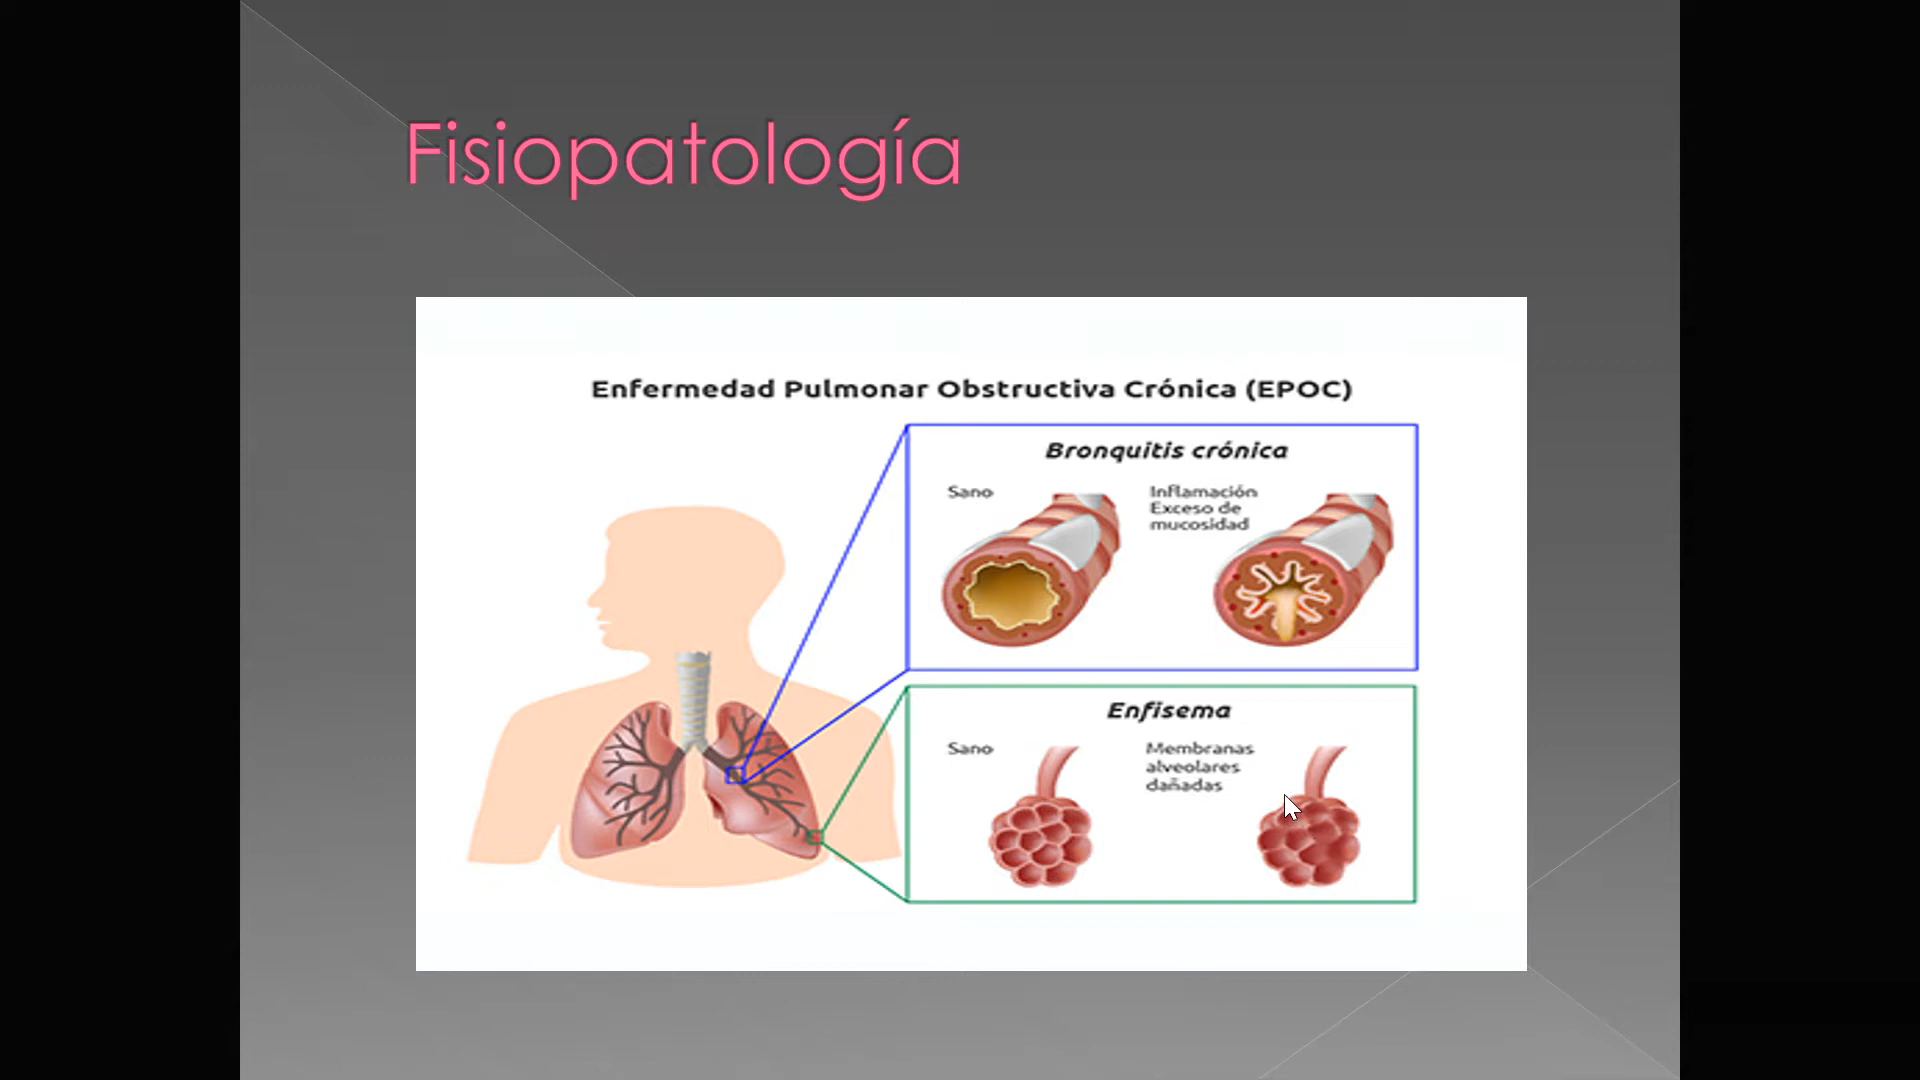 Fisiopatología
Enfermedad Pulmonar Obstructiva Crónica (EPOC)
Bronquitis crónica
Sano
Inflamación
Exceso de
mucosidad
Enfisema
Sano
Membranas
alveolares
dañadas